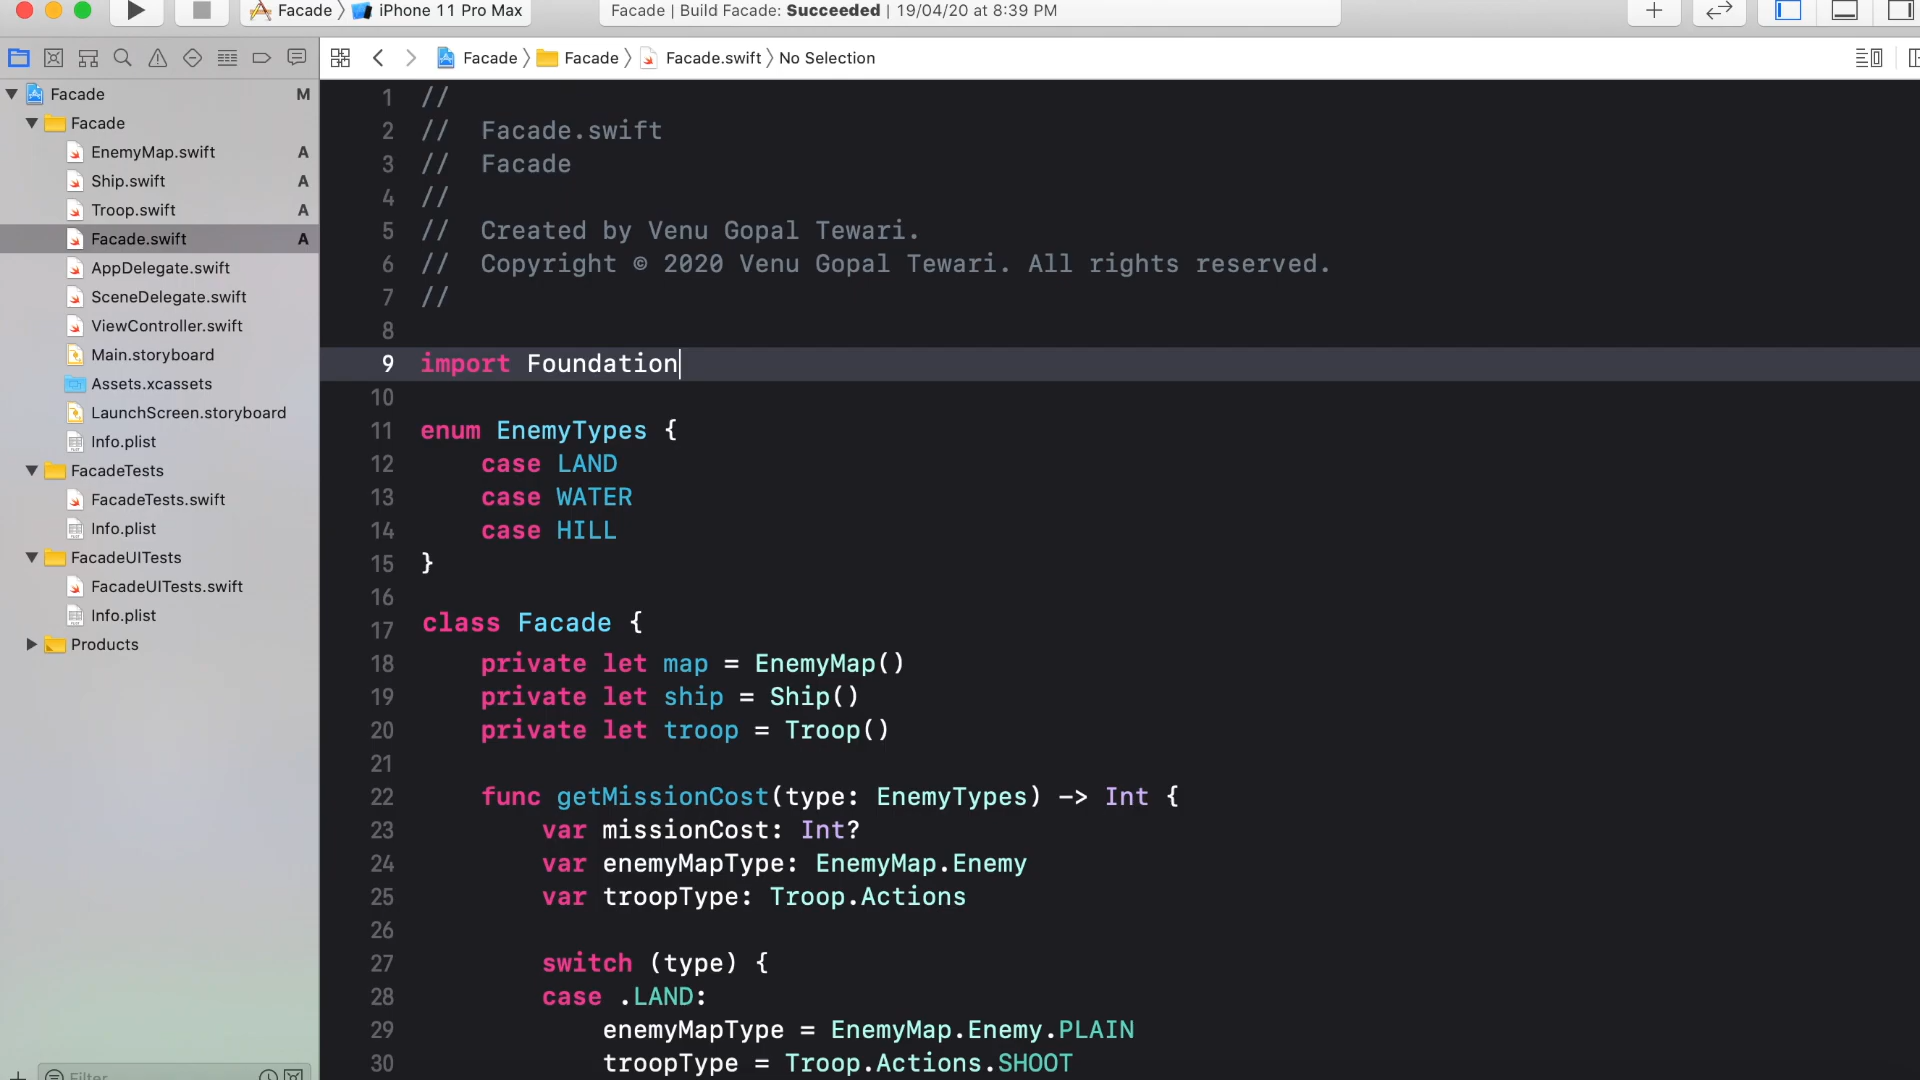 Facade 〉 iPhone 11 Pro Max
Facade | Build Facade: Succeeded | 19/04/20 at 8:39 PM
Facade 〉 Facade 〉 Facade.swift 〉 No Selection
Facade M
Facade
EnemyMap.swift A
Ship.swift A
Troop.swift A
Facade.swift A
AppDelegate.swift
SceneDelegate.swift
ViewController.swift
Main.storyboard
Assets.xcassets
LaunchScreen.storyboard
Info.plist
FacadeTests
FacadeTests.swift
Info.plist
FacadeUITests
FacadeUITests.swift
Info.plist
Products
Filter
1 //
2 // Facade.swift
3 // Facade
4 //
5 // Created by Venu Gopal Tewari.
6 // Copyright © 2020 Venu Gopal Tewari. All rights reserved.
7 //
8
9 import Foundation
10
11 enum EnemyTypes {
12 case LAND
13 case WATER
14 case HILL
15 }
16
17 class Facade {
18 private let map = EnemyMap()
19 private let ship = Ship()
20 private let troop = Troop()
21
22 func getMissionCost(type: EnemyTypes) -> Int {
23 var missionCost: Int?
24 var enemyMapType: EnemyMap.Enemy
25 var troopType: Troop.Actions
26
27 switch (type) {
28 case .LAND:
29 enemyMapType = EnemyMap.Enemy.PLAIN
30 troopType = Troop.Actions.SHOOT